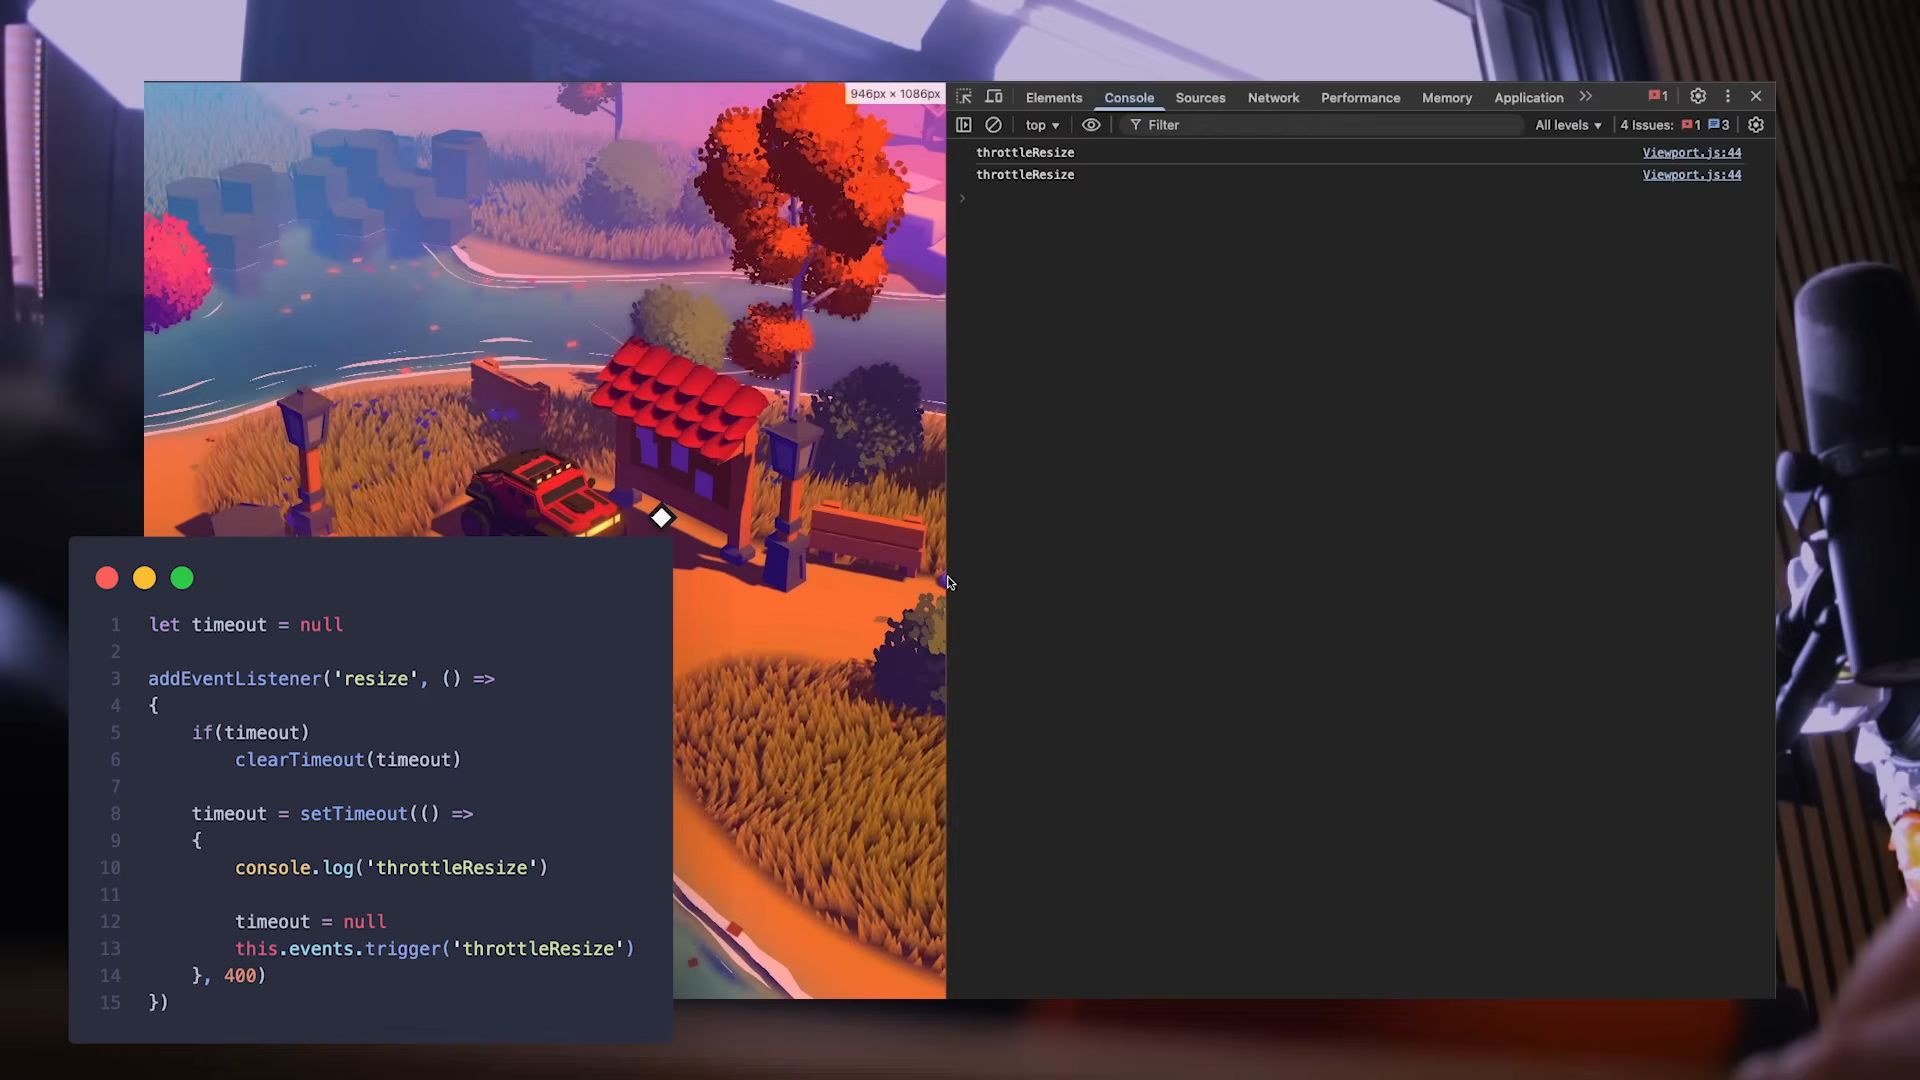 946px × 1086px
Elements Console Sources Network Performance Memory Application 1
top Filter All levels 4 Issues: 1 3
throttleResize Viewport.js:44
throttleResize Viewport.js:44
1 let timeout = null
2
3 addEventListener('resize', () =>
4 {
5 if(timeout)
6 clearTimeout(timeout)
7
8 timeout = setTimeout(() =>
9 {
10 console.log('throttleResize')
11
12 timeout = null
13 this.events.trigger('throttleResize')
14 }, 400)
15 })